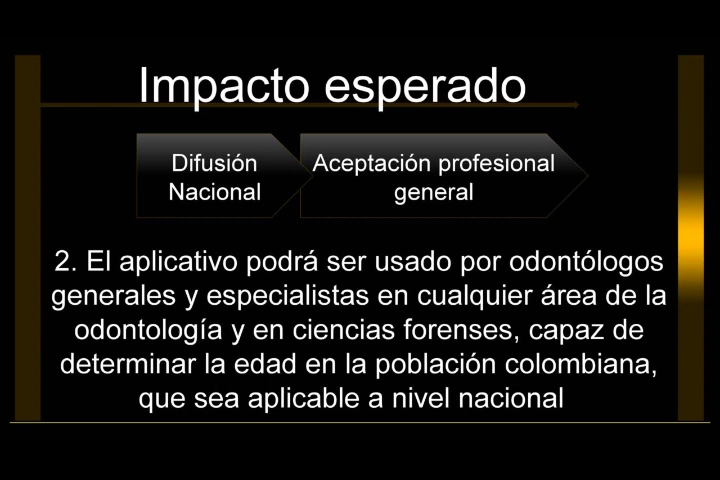 Impacto esperado
Difusión
Nacional
Aceptación profesional
general
2. El aplicativo podrá ser usado por odontólogos
generales y especialistas en cualquier área de la
odontología y en ciencias forenses, capaz de
determinar la edad en la población colombiana,
que sea aplicable a nivel nacional